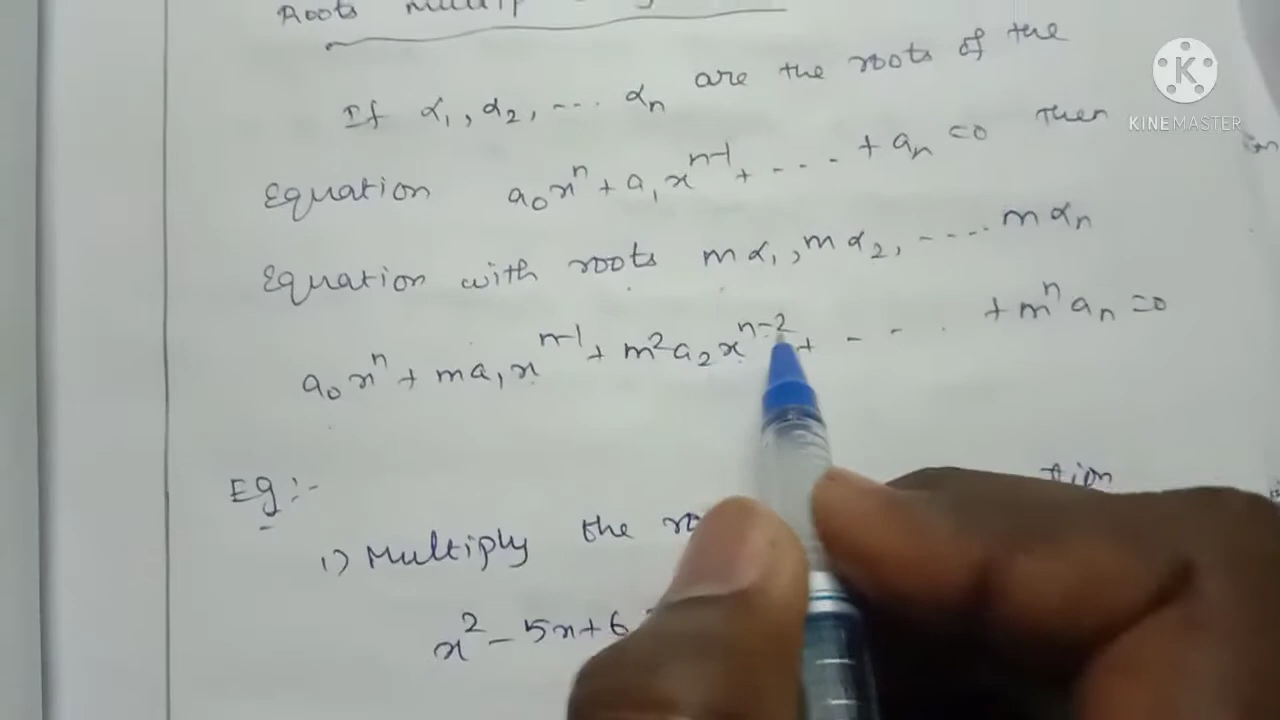 Roots
If α₁, α₂, --- αₙ are the roots of the
KINEMASTER
Equation a₀xⁿ + a₁xⁿ⁻¹ + - - - - + aₙ =0 Then
Equation with roots mα₁, mα₂, ----- mαₙ
a₀xⁿ + ma₁xⁿ⁻¹ + m²a₂xⁿ⁻² + - - - + mⁿaₙ =0
Eg :-
1) Multiply the tion
x² - 5x+6